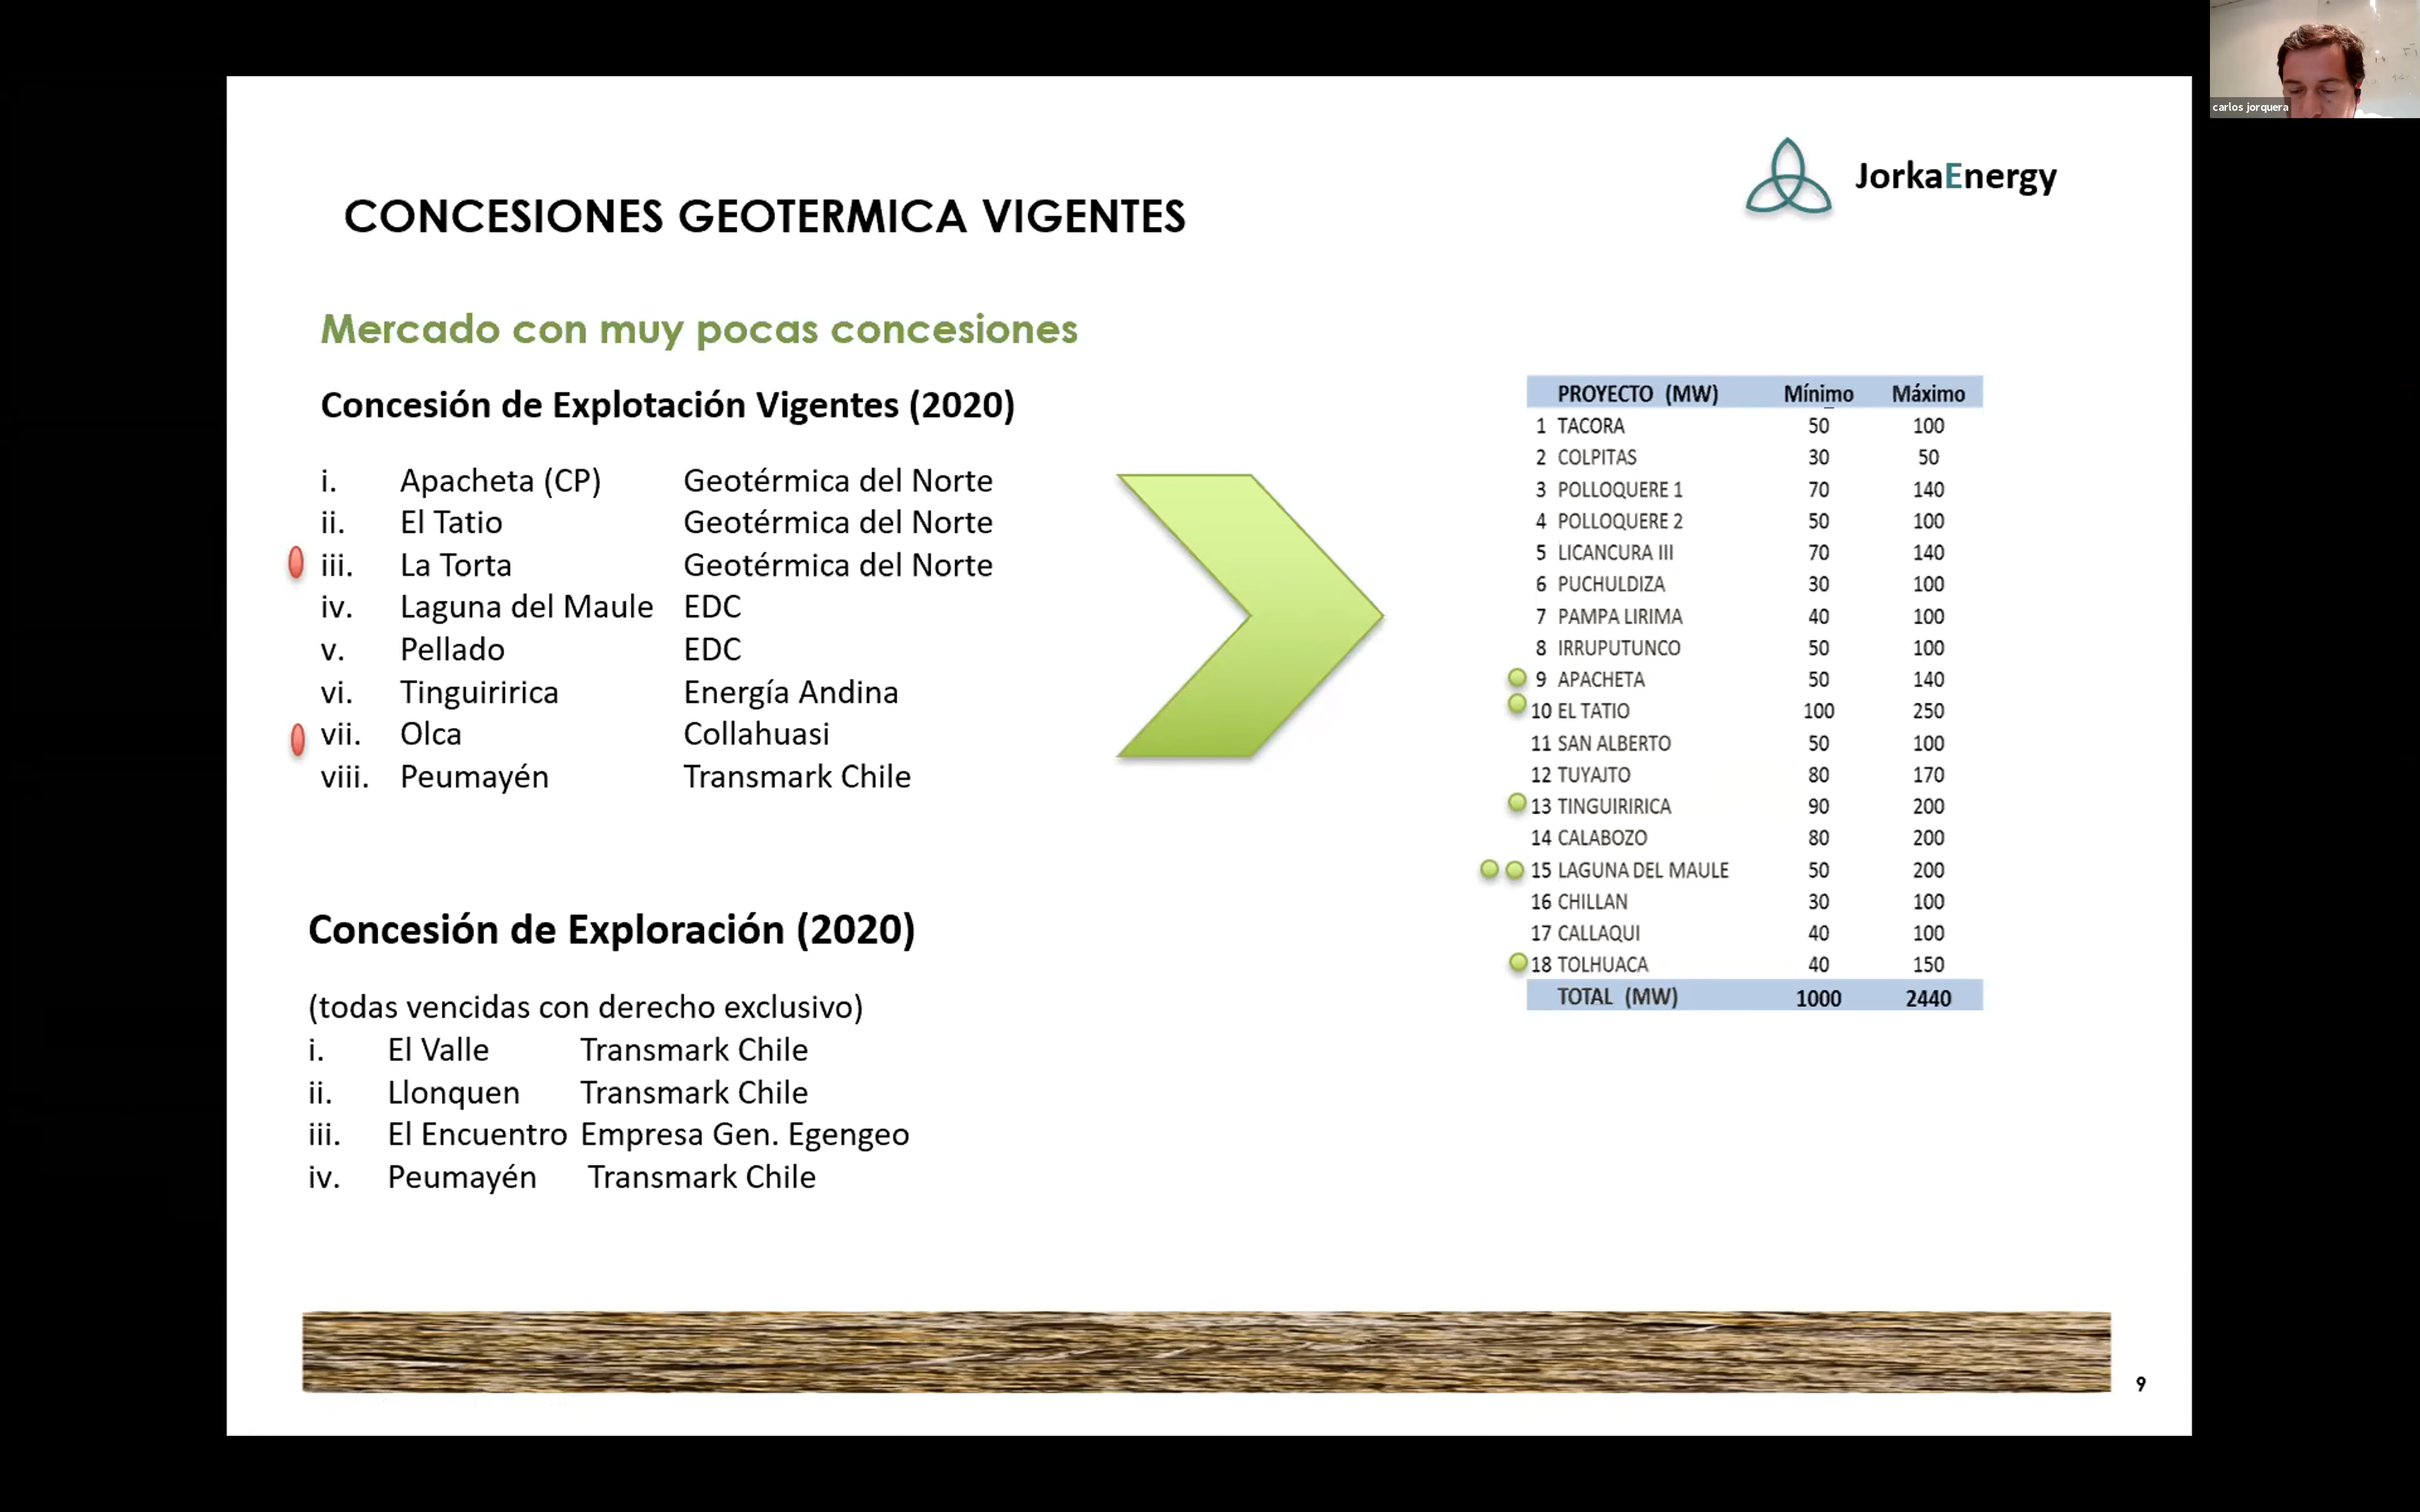 carlos jorquera
JorkaEnergy
CONCESIONES GEOTERMICA VIGENTES
Mercado con muy pocas concesiones
Concesión de Explotación Vigentes (2020)
i. Apacheta (CP) Geotérmica del Norte
ii. El Tatio Geotérmica del Norte
iii. La Torta Geotérmica del Norte
iv. Laguna del Maule EDC
v. Pellado EDC
vi. Tinguiririca Energía Andina
vii. Olca Collahuasi
viii. Peumayén Transmark Chile
Concesión de Exploración (2020)
(todas vencidas con derecho exclusivo)
i. El Valle Transmark Chile
ii. Llonquen Transmark Chile
iii. El Encuentro Empresa Gen. Egengeo
iv. Peumayén Transmark Chile
PROYECTO (MW) Mínimo Máximo
1 TACORA 50 100
2 COLPITAS 30 50
3 POLLOQUERE 1 70 140
4 POLLOQUERE 2 50 100
5 LICANCURA III 70 140
6 PUCHULDIZA 30 100
7 PAMPA LIRIMA 40 100
8 IRRUPUTUNCO 50 100
9 APACHETA 50 140
10 EL TATIO 100 250
11 SAN ALBERTO 50 100
12 TUYAJTO 80 170
13 TINGUIRIRICA 90 200
14 CALABOZO 80 200
15 LAGUNA DEL MAULE 50 200
16 CHILLAN 30 100
17 CALLAQUI 40 100
18 TOLHUACA 40 150
TOTAL (MW) 1000 2440
9